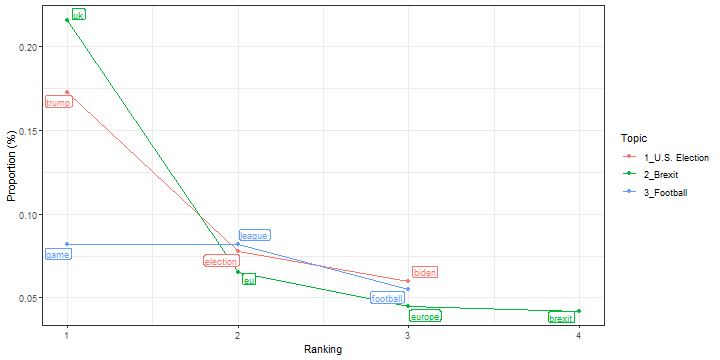 uk
0.20
trump
0.15
Proportion (%)
0.10
league
game
election
biden
eu
football
0.05
europe
brexit
1
2
3
4
Ranking
Topic
1_U.S. Election
2_Brexit
3_Football